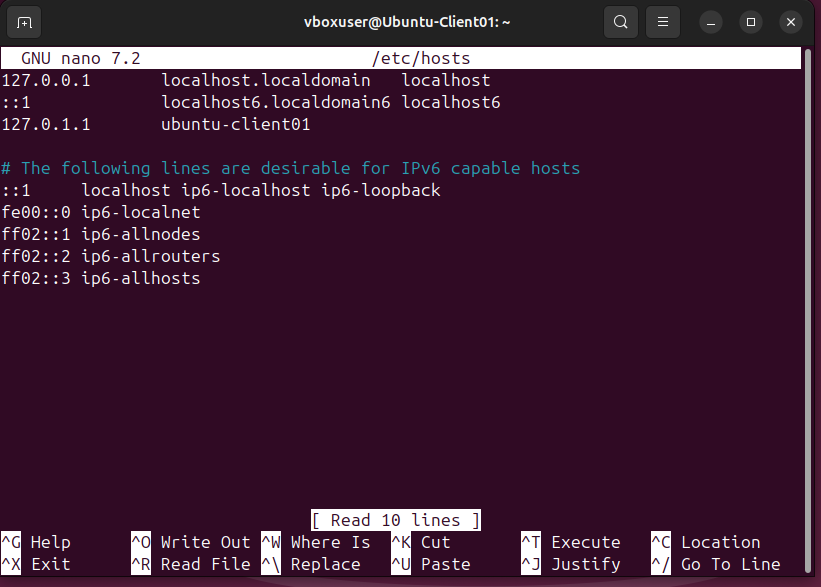 vboxuser@Ubuntu-Client01: ~
GNU nano 7.2 /etc/hosts
127.0.0.1 localhost.localdomain localhost
::1 localhost6.localdomain6 localhost6
127.0.1.1 ubuntu-client01
# The following lines are desirable for IPv6 capable hosts
::1 localhost ip6-localhost ip6-loopback
fe00::0 ip6-localnet
ff02::1 ip6-allnodes
ff02::2 ip6-allrouters
ff02::3 ip6-allhosts
[ Read 10 lines ]
^G Help ^O Write Out ^W Where Is ^K Cut ^T Execute ^C Location
^X Exit ^R Read File ^\ Replace ^U Paste ^J Justify ^/ Go To Line